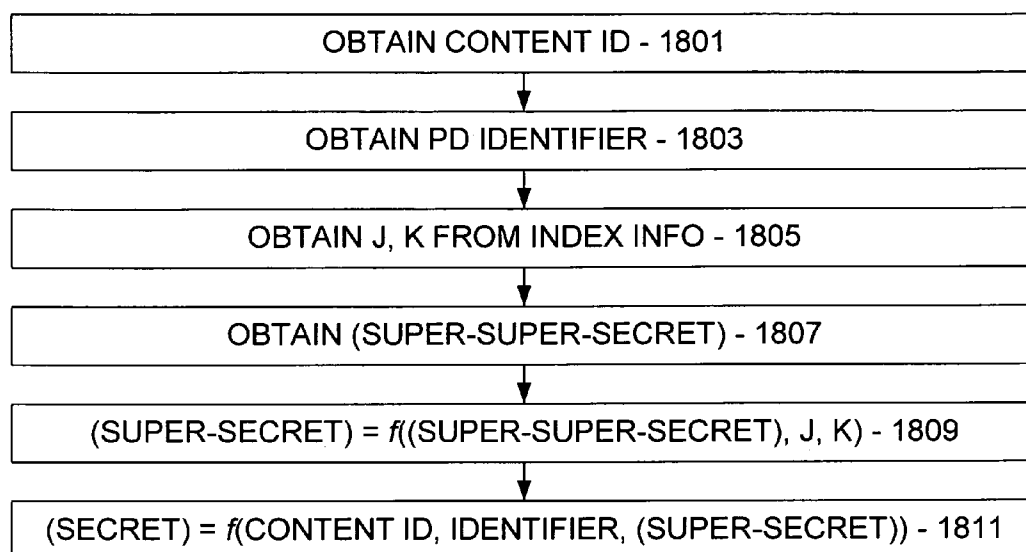 OBTAIN CONTENT ID - 1801
OBTAIN PD IDENTIFIER - 1803
OBTAIN J, K FROM INDEX INFO - 1805
OBTAIN (SUPER-SUPER-SECRET) - 1807
(SUPER-SECRET) = f((SUPER-SUPER-SECRET), J, K) - 1809
(SECRET) = f(CONTENT ID, IDENTIFIER, (SUPER-SECRET)) - 1811